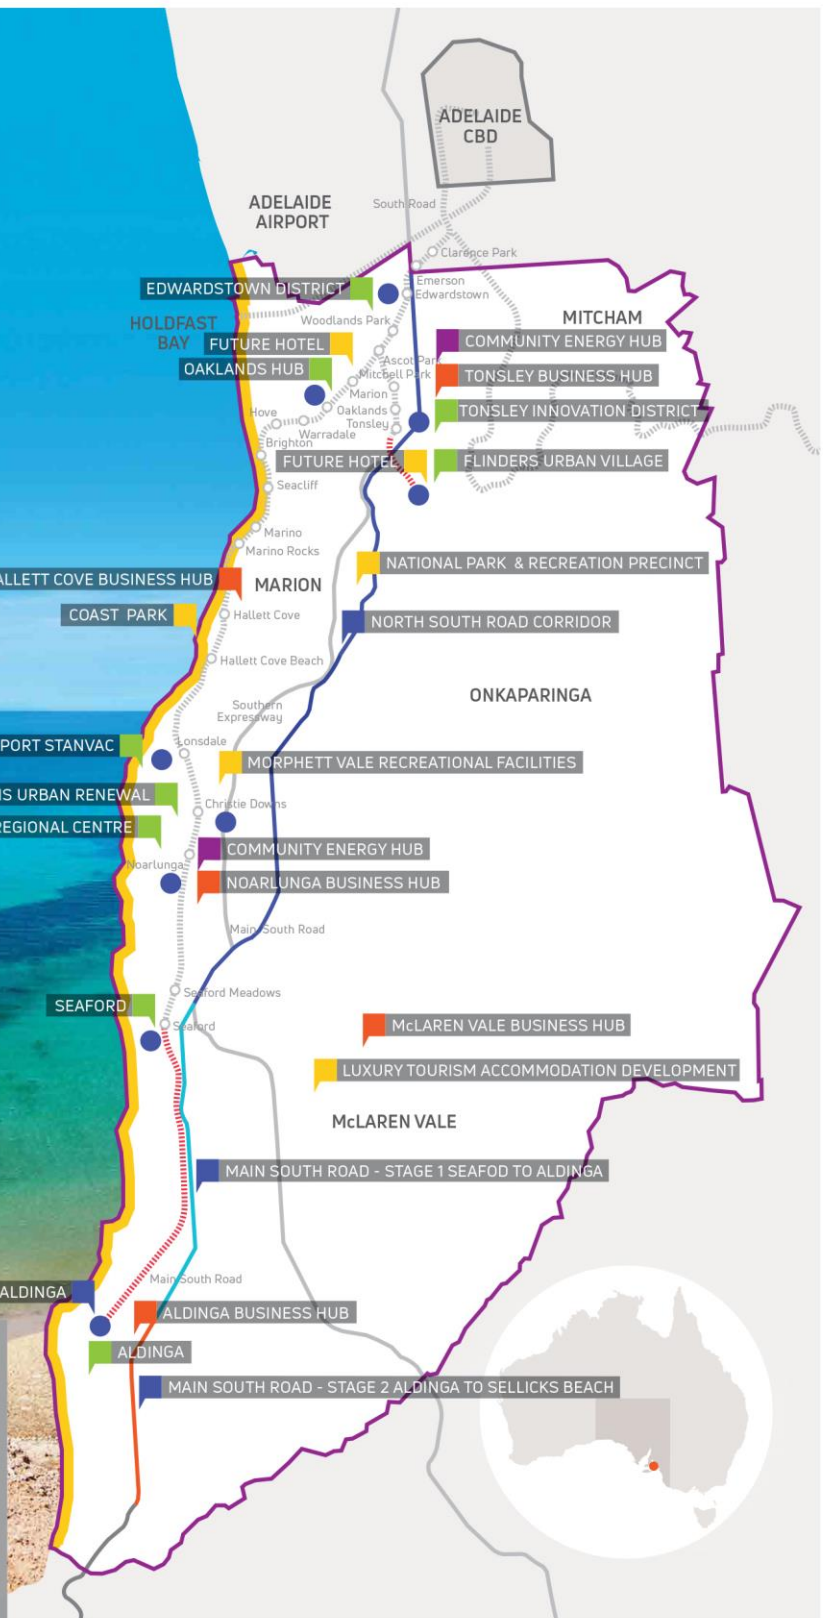 ADELAIDE
CBD
ADELAIDE
AIRPORT
South Road
Clarence Park
Emerson
EDWARDSTOWN DISTRICT
Edwardstown
HOLDFAST
BAY
Woodlands Park
MITCHAM
FUTURE HOTEL
COMMUNITY ENERGY HUB
OAKLANDS HUB
Ascot Park
Mitchell Park
TONSLEY BUSINESS HUB
Marion
Hove
Oaklands
TONSLEY INNOVATION DISTRICT
Tonsley
Warradale
Brighton
FUTURE HOTEL
FLINDERS URBAN VILLAGE
Seacliff
Marino
Marino Rocks
NATIONAL PARK & RECREATION PRECINCT
ALLETT COVE BUSINESS HUB
MARION
COAST PARK
Hallett Cove
NORTH SOUTH ROAD CORRIDOR
Hallett Cove Beach
ONKAPARINGA
Southern
Expressway
PORT STANVAC
Lonsdale
MORPHETT VALE RECREATIONAL FACILITIES
NS URBAN RENEWAL
Christie Downs
REGIONAL CENTRE
COMMUNITY ENERGY HUB
Noarlunga
NOARLUNGA BUSINESS HUB
Main South Road
Seaford Meadows
SEAFORD
Seaford
McLAREN VALE BUSINESS HUB
LUXURY TOURISM ACCOMMODATION DEVELOPMENT
McLAREN VALE
MAIN SOUTH ROAD - STAGE 1 SEAFOD TO ALDINGA
Main South Road
ALDINGA
ALDINGA BUSINESS HUB
ALDINGA
MAIN SOUTH ROAD - STAGE 2 ALDINGA TO SELLICKS BEACH